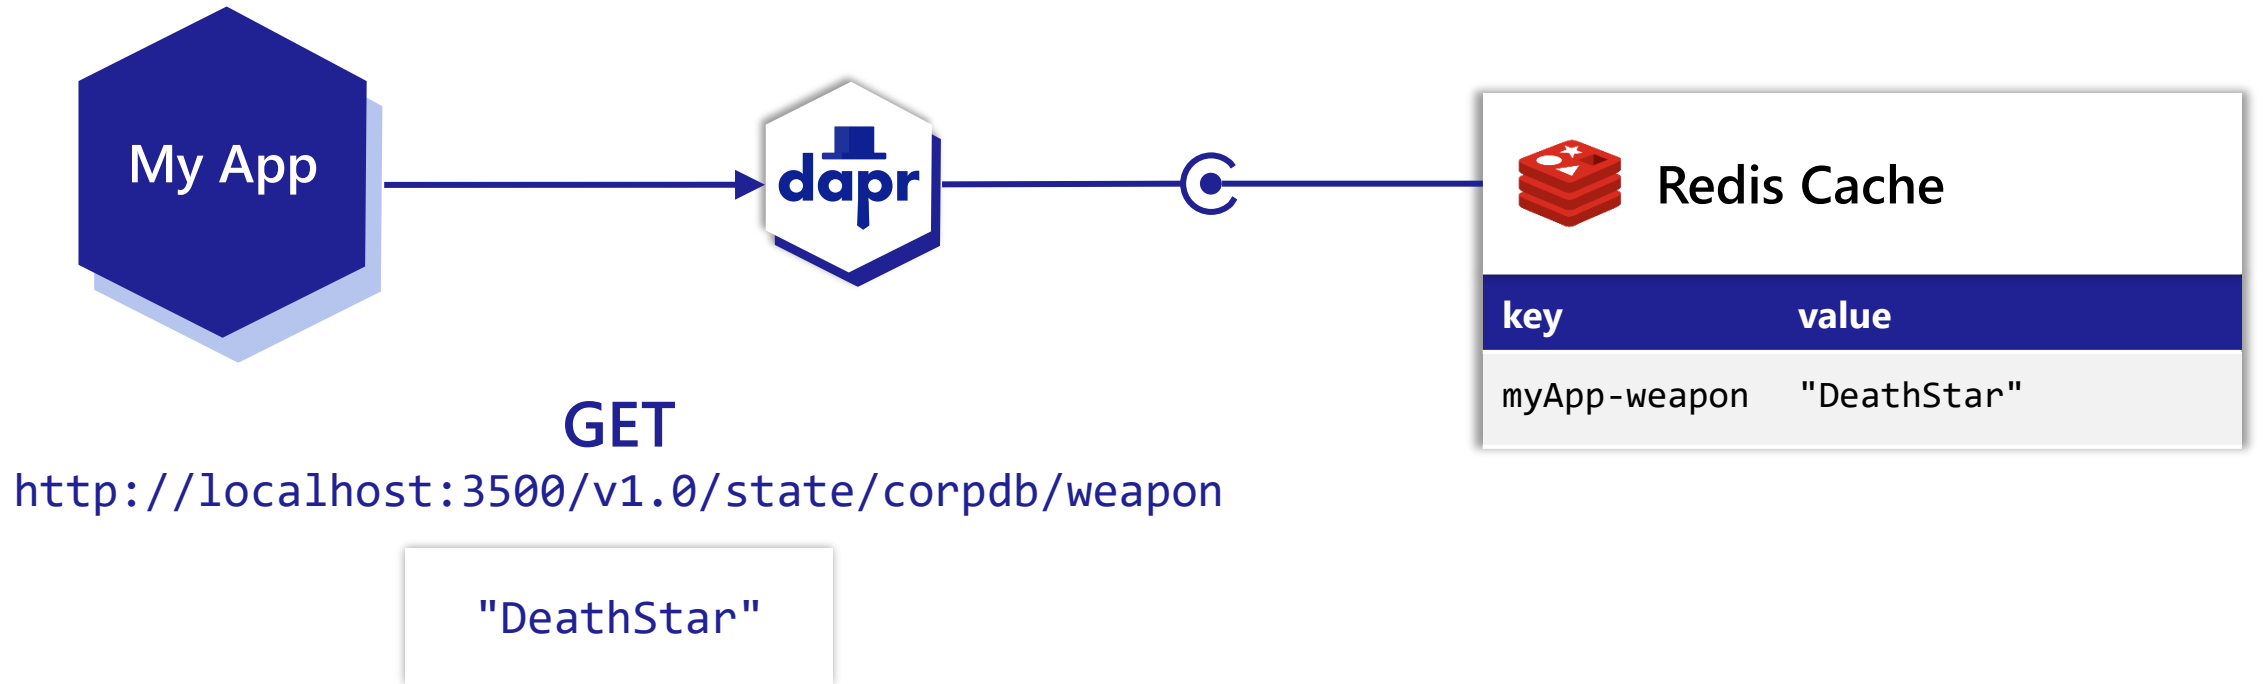 My App
dapr
Redis Cache
key value
myApp-weapon "DeathStar"
GET
http://localhost:3500/v1.0/state/corpdb/weapon
"DeathStar"